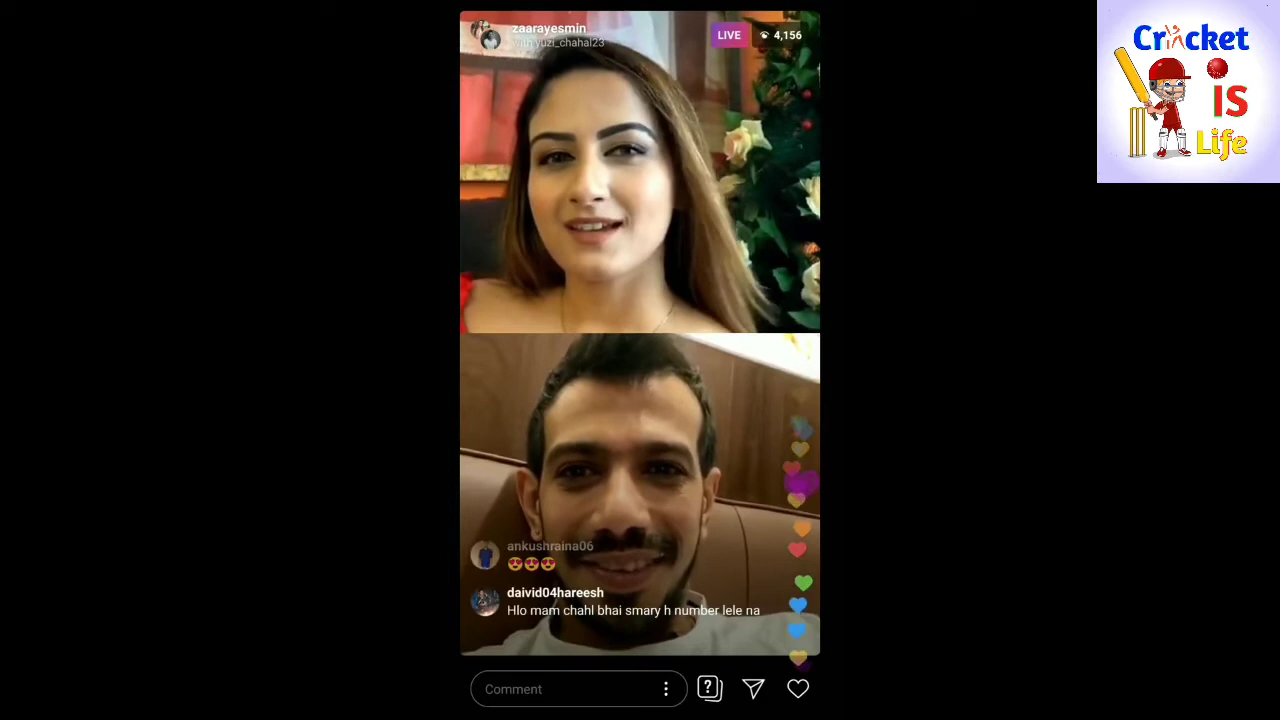 zaarayesmin
with yuzi_chahal23
LIVE
4,156
Cricket
IS
Life
ankushraina06
😍😍😍
daivid04hareesh
Hlo mam chahl bhai smary h number lele na
Comment